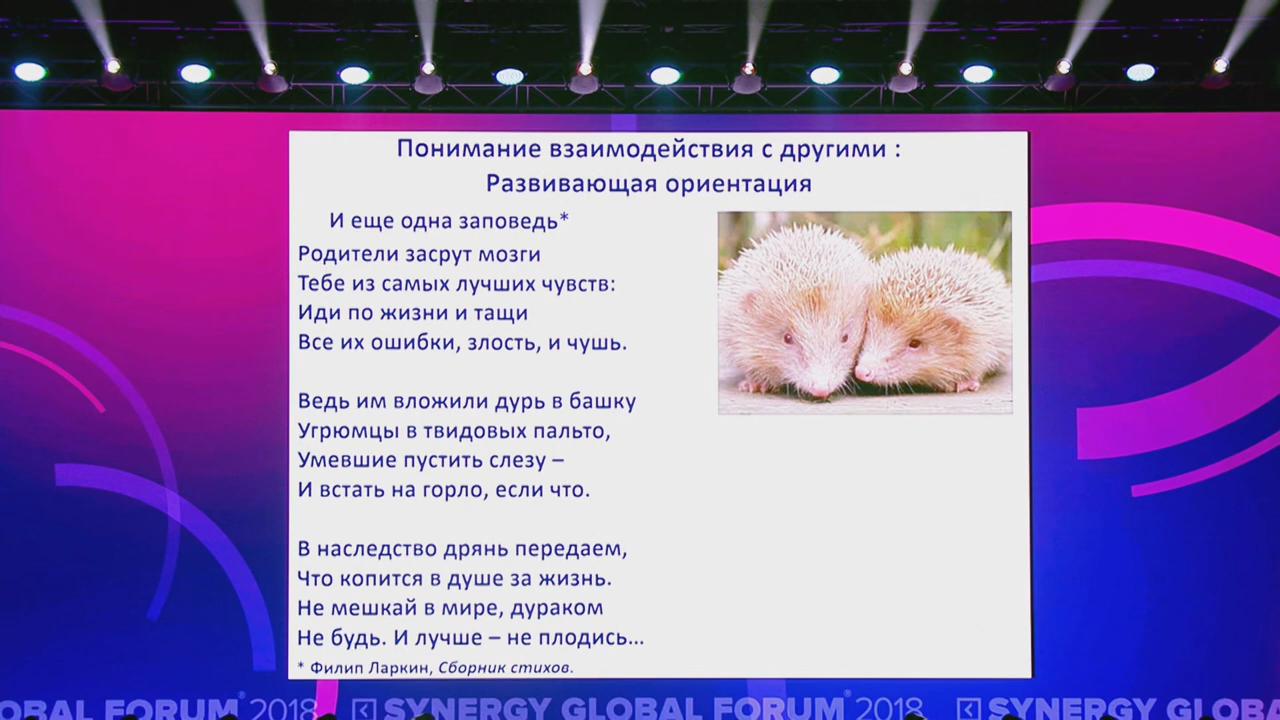 Понимание взаимодействия с другими :
Развивающая ориентация
И еще одна заповедь*
Родители засрут мозги
Тебе из самых лучших чувств:
Иди по жизни и тащи
Все их ошибки, злость, и чушь.
Ведь им вложили дурь в башку
Угрюмцы в твидовых пальто,
Умевшие пустить слезу –
И встать на горло, если что.
В наследство дрянь передаем,
Что копится в душе за жизнь.
Не мешкай в мире, дураком
Не будь. И лучше – не плодись...
* Филип Ларкин, Сборник стихов.
OBAL FORUM® 2018 SYNERGY GLOBAL FORUM® 2018 SYNERGY GLOBA